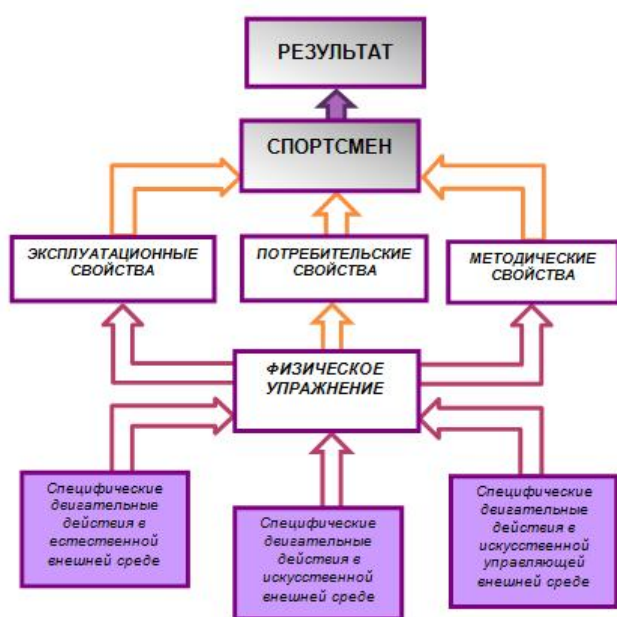 РЕЗУЛЬТАТ
СПОРТСМЕН
ЭКСПЛУАТАЦИОННЫЕ
СВОЙСТВА
ПОТРЕБИТЕЛЬСКИЕ
СВОЙСТВА
МЕТОДИЧЕСКИЕ
СВОЙСТВА
ФИЗИЧЕСКОЕ
УПРАЖНЕНИЕ
Специфические
двигательные
действия в
естественной
внешней среде
Специфические
двигательные
действия в
искусственной
внешней среде
Специфические
двигательные
действия в
искусственной
управляющей
внешней среде